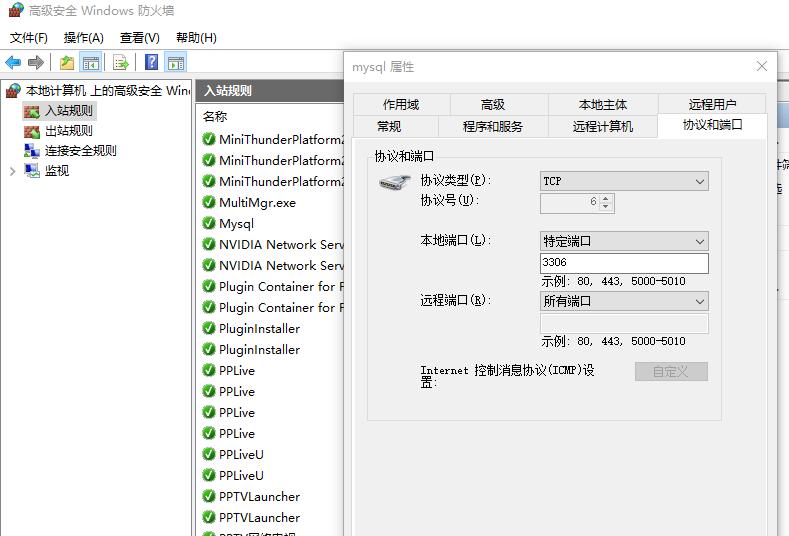 高级安全 Windows 防火墙
文件(F) 操作(A) 查看(V) 帮助(H)
本地计算机 上的高级安全 Win
入站规则
出站规则
连接安全规则
监视
入站规则
名称
MiniThunderPlatform
MiniThunderPlatform
MiniThunderPlatform
MultiMgr.exe
Mysql
NVIDIA Network Serv
NVIDIA Network Serv
Plugin Container for F
Plugin Container for F
PluginInstaller
PluginInstaller
PPLive
PPLive
PPLive
PPLive
PPLiveU
PPLiveU
PPTVLauncher
PPTVLauncher
mysql 属性
作用域 高级 本地主体 远程用户
常规 程序和服务 远程计算机 协议和端口
协议和端口
协议类型(P): TCP
协议号(U): 6
本地端口(L): 特定端口
3306
示例: 80, 443, 5000-5010
远程端口(R): 所有端口
示例: 80, 443, 5000-5010
Internet 控制消息协议(ICMP)设
置:
自定义